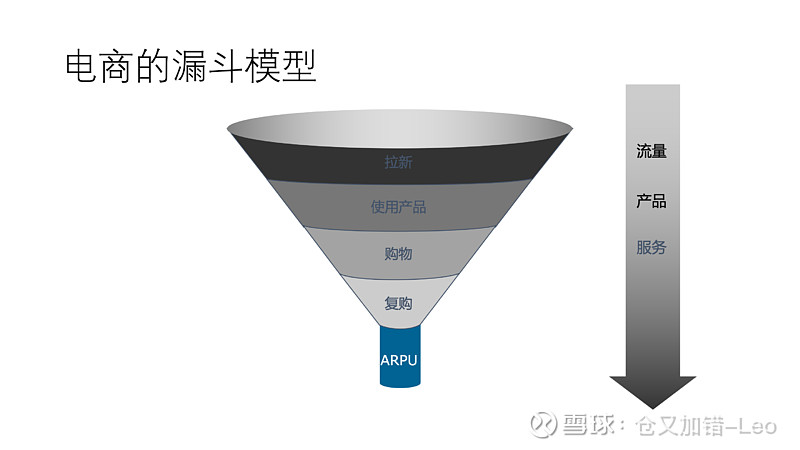 电商的漏斗模型
拉新
使用产品
购物
复购
ARPU
流量
产品
服务
雪球：仓又加错-Leo